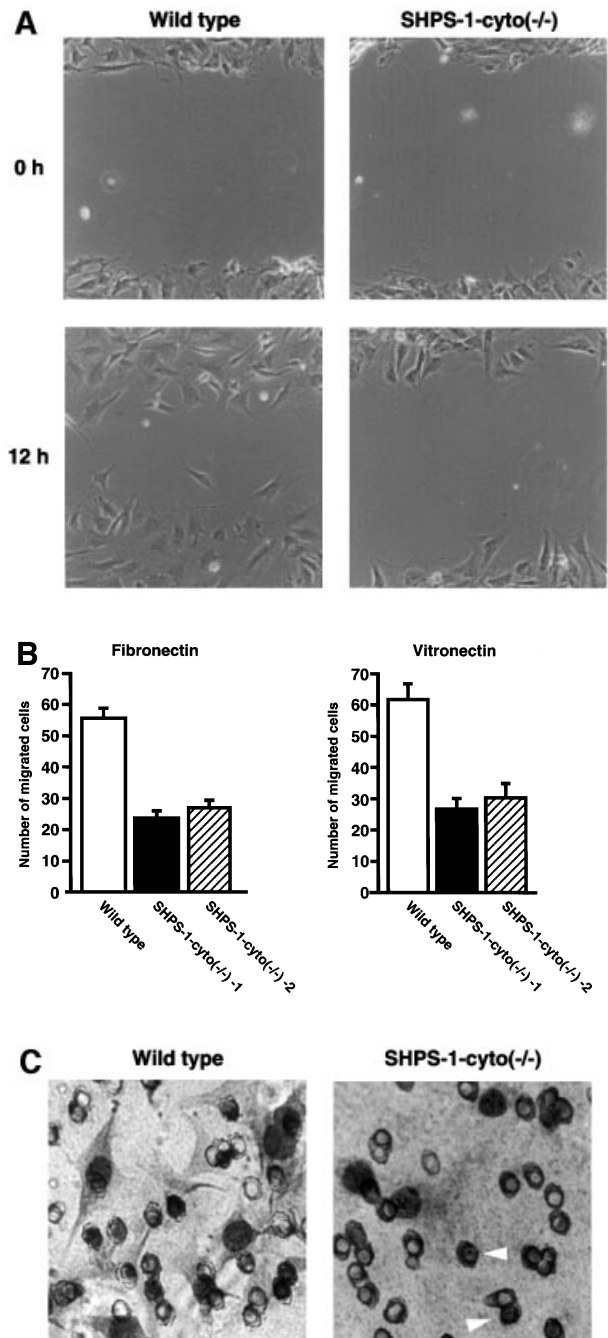 A
Wild type
SHPS-1-cyto(-/-)
0 h
12 h
B
Fibronectin
Number of migrated cells
70
60
50
40
30
20
10
0
Wild type
SHPS-1-cyto(-/-) -1
SHPS-1-cyto(-/-) -2
Vitronectin
Number of migrated cells
70
60
50
40
30
20
10
0
Wild type
SHPS-1-cyto(-/-) -1
SHPS-1-cyto(-/-) -2
C
Wild type
SHPS-1-cyto(-/-)